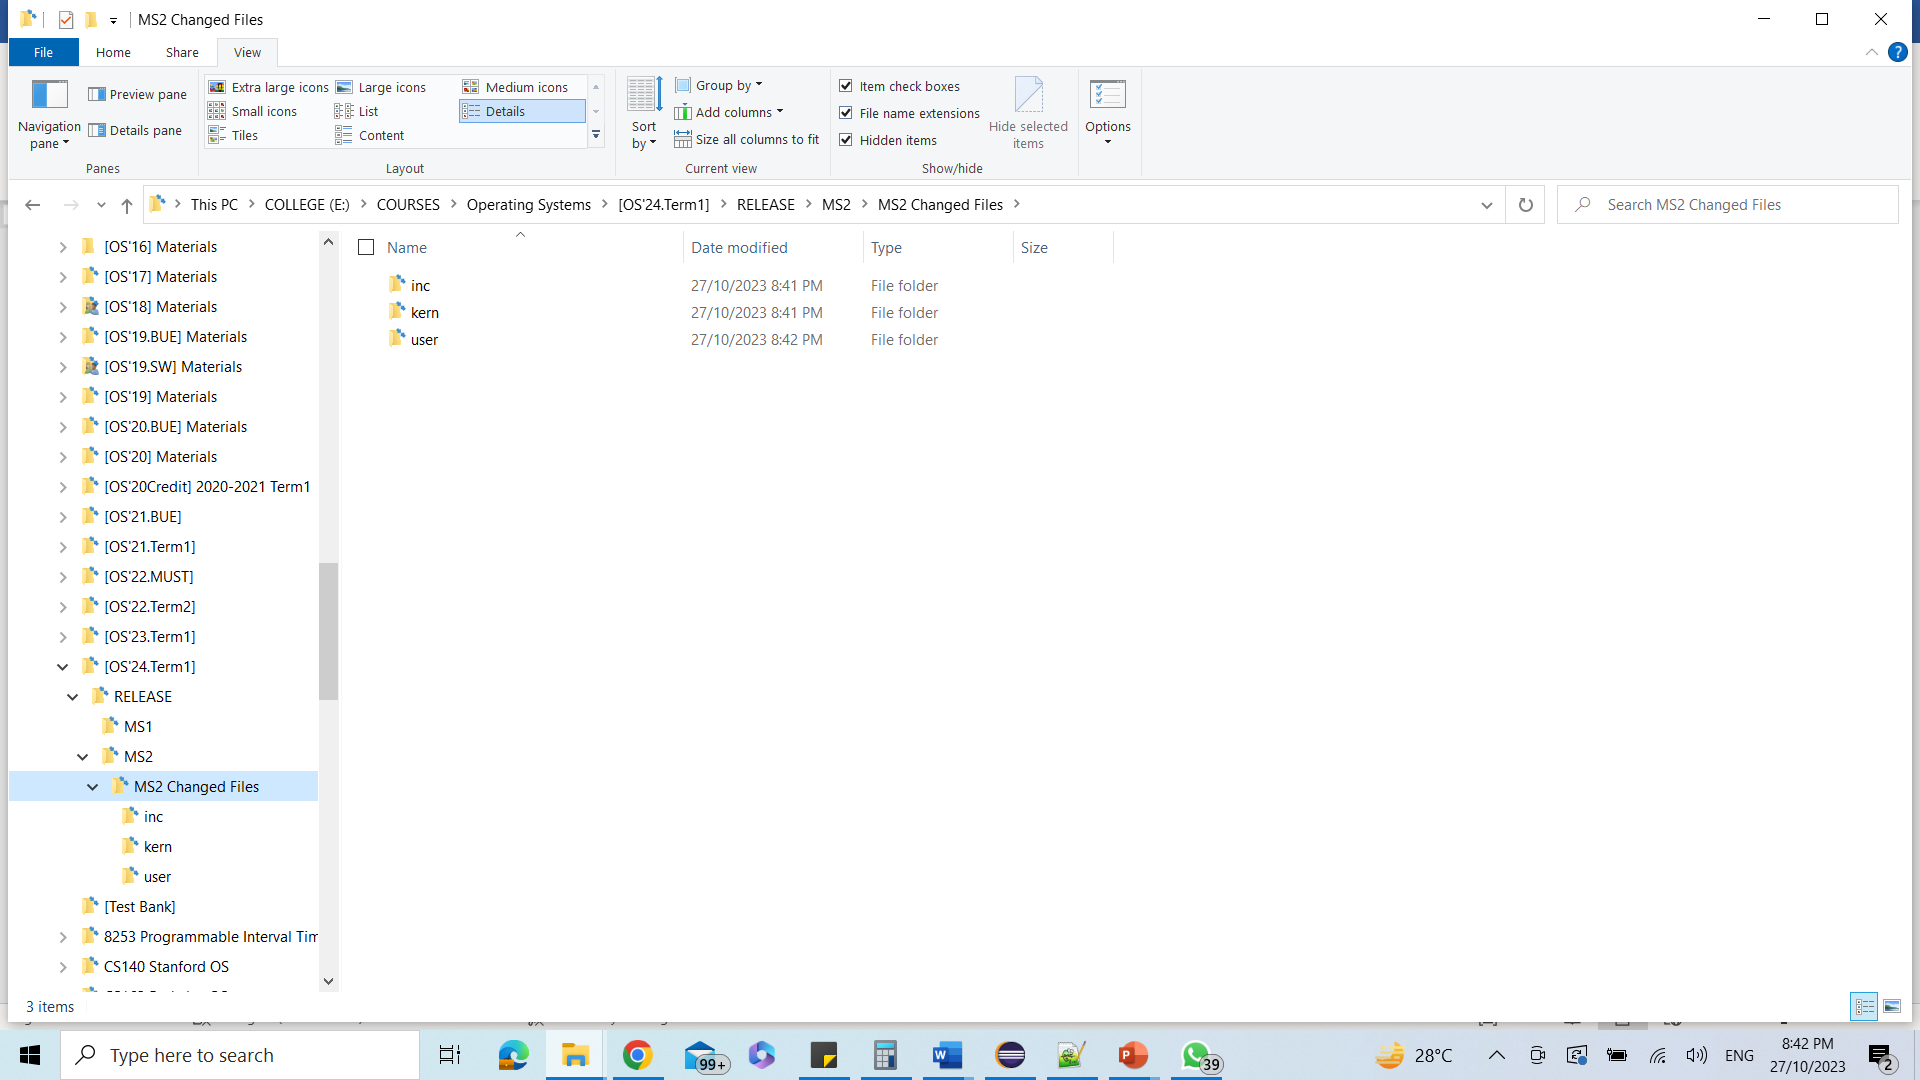 MS2 Changed Files
File Home Share View
Navigation pane
Preview pane
Details pane
Panes
Extra large icons Large icons Medium icons
Small icons List Details
Tiles Content
Layout
Sort by
Group by
Add columns
Size all columns to fit
Current view
Item check boxes
File name extensions
Hidden items
Hide selected items
Show/hide
Options
This PC > COLLEGE (E:) > COURSES > Operating Systems > [OS'24.Term1] > RELEASE > MS2 > MS2 Changed Files >
Search MS2 Changed Files
[OS'16] Materials
[OS'17] Materials
[OS'18] Materials
[OS'19.BUE] Materials
[OS'19.SW] Materials
[OS'19] Materials
[OS'20.BUE] Materials
[OS'20] Materials
[OS'20Credit] 2020-2021 Term1
[OS'21.BUE]
[OS'21.Term1]
[OS'22.MUST]
[OS'22.Term2]
[OS'23.Term1]
[OS'24.Term1]
RELEASE
MS1
MS2
MS2 Changed Files
inc
kern
user
[Test Bank]
8253 Programmable Interval Tim
CS140 Stanford OS
Name Date modified Type Size
inc 27/10/2023 8:41 PM File folder
kern 27/10/2023 8:41 PM File folder
user 27/10/2023 8:42 PM File folder
3 items
Type here to search
99+
39
28°C
ENG
8:42 PM
27/10/2023
2